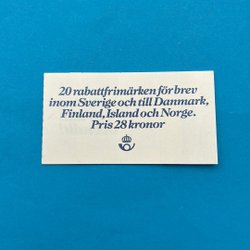 20 rabattfrimärken för brev
inom Sverige och till Danmark,
Finland, Island och Norge.
Pris 28 kronor